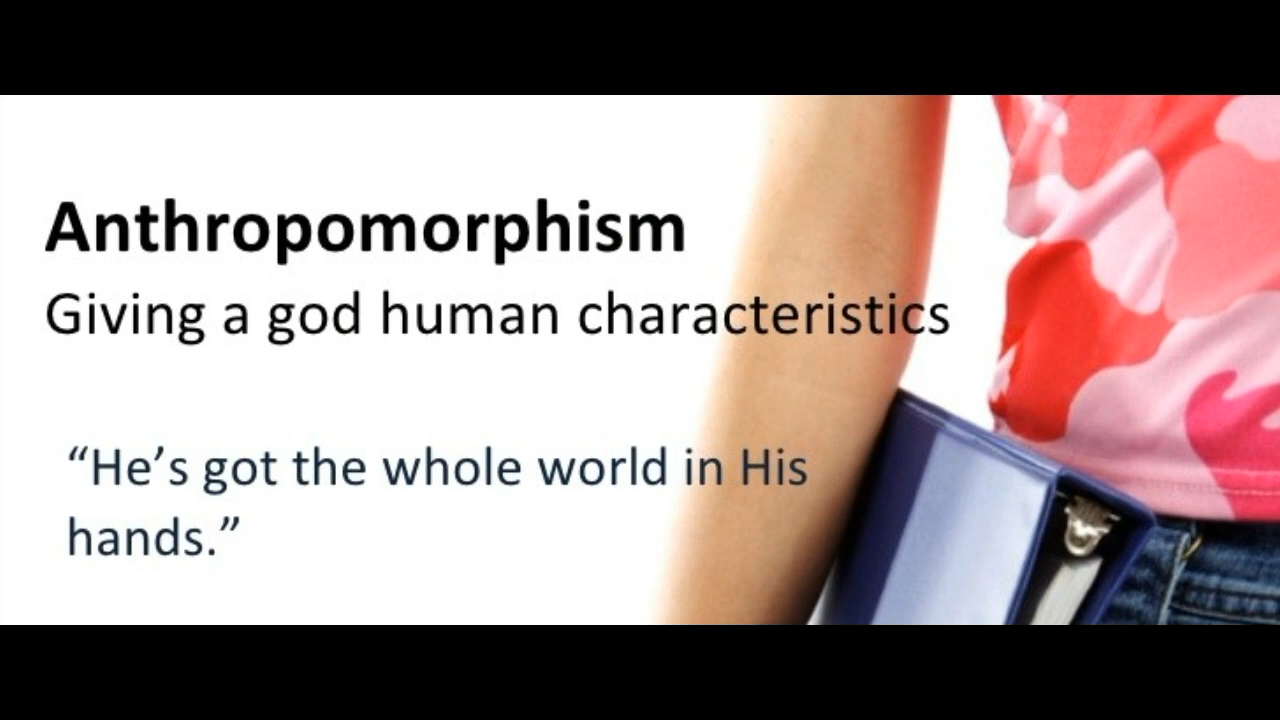 Anthropomorphism
Giving a god human characteristics
“He’s got the whole world in His
hands.”